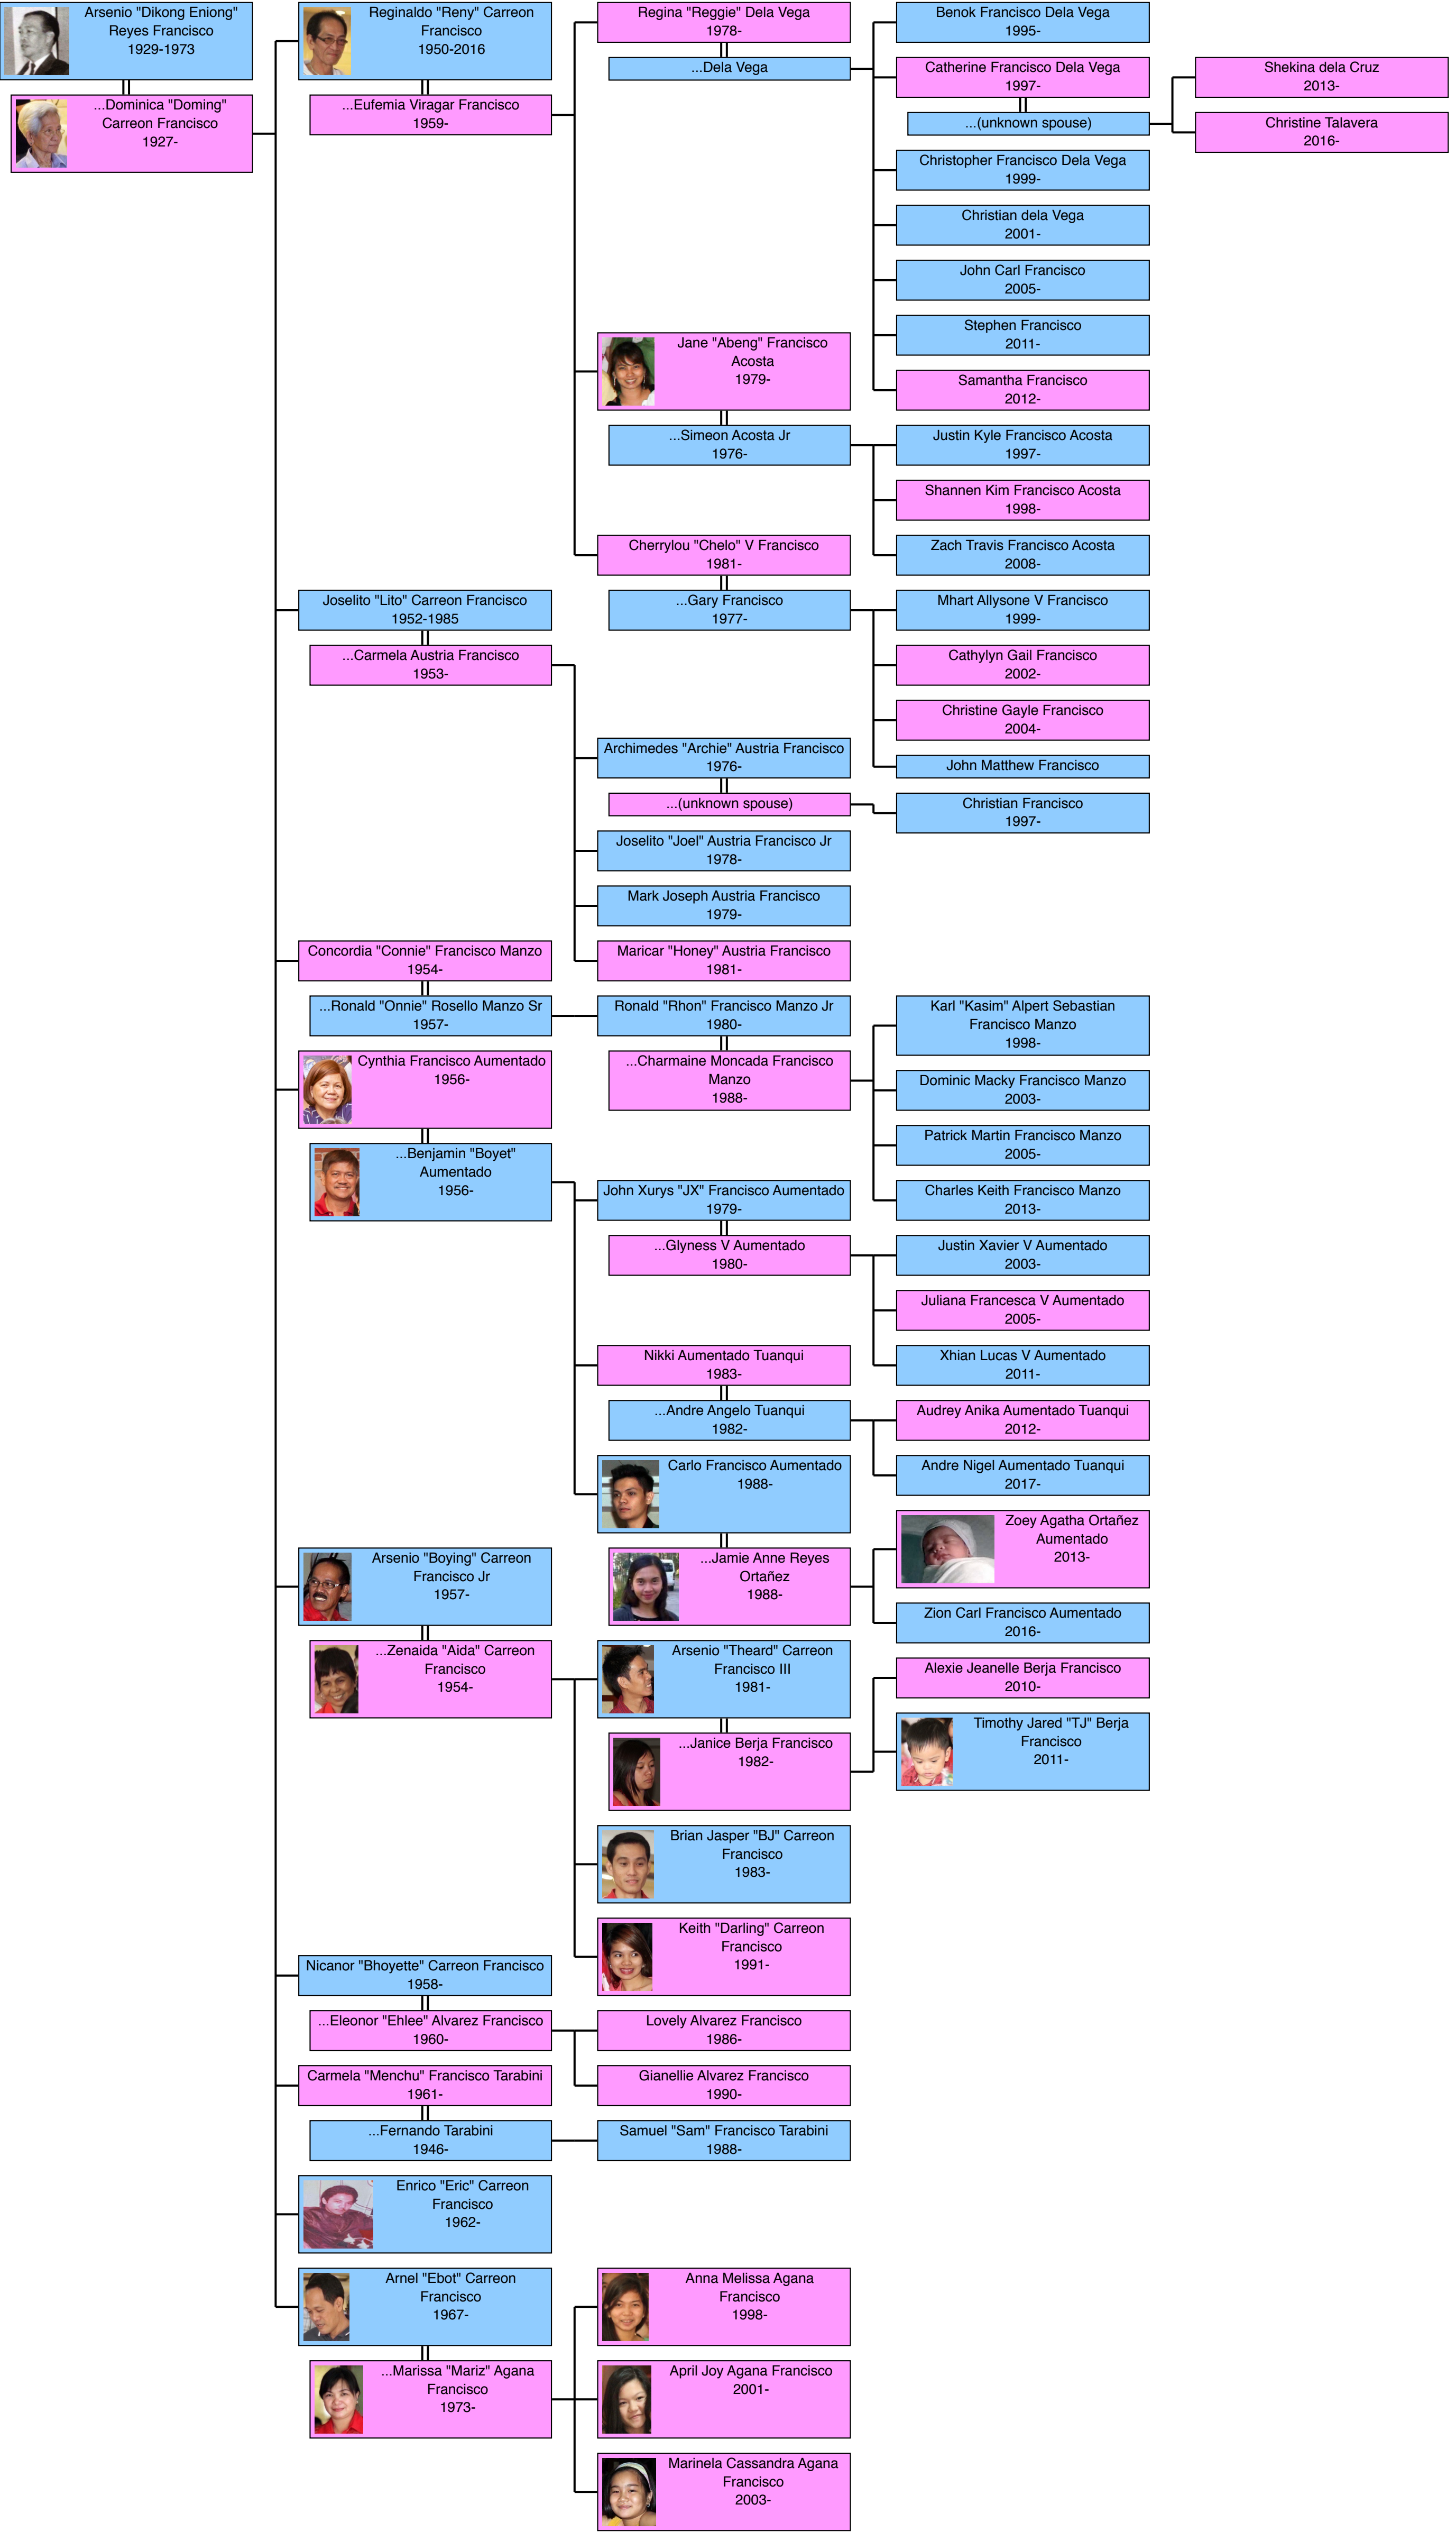 Arsenio "Dikong Eniong"
Reyes Francisco
1929-1973
...Dominica "Doming"
Carreon Francisco
1927-
Reginaldo "Reny" Carreon
Francisco
1950-2016
...Eufemia Viragar Francisco
1959-
Regina "Reggie" Dela Vega
1978-
...Dela Vega
Benok Francisco Dela Vega
1995-
Catherine Francisco Dela Vega
1997-
...(unknown spouse)
Shekina dela Cruz
2013-
Christine Talavera
2016-
Christopher Francisco Dela Vega
1999-
Christian dela Vega
2001-
John Carl Francisco
2005-
Stephen Francisco
2011-
Samantha Francisco
2012-
Jane "Abeng" Francisco
Acosta
1979-
...Simeon Acosta Jr
1976-
Justin Kyle Francisco Acosta
1997-
Shannen Kim Francisco Acosta
1998-
Zach Travis Francisco Acosta
2008-
Cherrylou "Chelo" V Francisco
1981-
...Gary Francisco
1977-
Mhart Allysone V Francisco
1999-
Cathylyn Gail Francisco
2002-
Christine Gayle Francisco
2004-
John Matthew Francisco
Joselito "Lito" Carreon Francisco
1952-1985
...Carmela Austria Francisco
1953-
Archimedes "Archie" Austria Francisco
1976-
...(unknown spouse)
Christian Francisco
1997-
Joselito "Joel" Austria Francisco Jr
1978-
Mark Joseph Austria Francisco
1979-
Maricar "Honey" Austria Francisco
1981-
Concordia "Connie" Francisco Manzo
1954-
...Ronald "Onnie" Rosello Manzo Sr
1957-
Ronald "Rhon" Francisco Manzo Jr
1980-
...Charmaine Moncada Francisco
Manzo
1988-
Karl "Kasim" Alpert Sebastian
Francisco Manzo
1998-
Dominic Macky Francisco Manzo
2003-
Patrick Martin Francisco Manzo
2005-
Charles Keith Francisco Manzo
2013-
Cynthia Francisco Aumentado
1956-
...Benjamin "Boyet"
Aumentado
1956-
John Xurys "JX" Francisco Aumentado
1979-
...Glyness V Aumentado
1980-
Justin Xavier V Aumentado
2003-
Juliana Francesca V Aumentado
2005-
Xhian Lucas V Aumentado
2011-
Nikki Aumentado Tuanqui
1983-
...Andre Angelo Tuanqui
1982-
Audrey Anika Aumentado Tuanqui
2012-
Andre Nigel Aumentado Tuanqui
2017-
Carlo Francisco Aumentado
1988-
...Jamie Anne Reyes
Ortañez
1988-
Zoey Agatha Ortañez
Aumentado
2013-
Zion Carl Francisco Aumentado
2016-
Arsenio "Boying" Carreon
Francisco Jr
1957-
...Zenaida "Aida" Carreon
Francisco
1954-
Arsenio "Theard" Carreon
Francisco III
1981-
...Janice Berja Francisco
1982-
Alexie Jeanelle Berja Francisco
2010-
Timothy Jared "TJ" Berja
Francisco
2011-
Brian Jasper "BJ" Carreon
Francisco
1983-
Keith "Darling" Carreon
Francisco
1991-
Nicanor "Bhoyette" Carreon Francisco
1958-
...Eleonor "Ehlee" Alvarez Francisco
1960-
Lovely Alvarez Francisco
1986-
Gianellie Alvarez Francisco
1990-
Carmela "Menchu" Francisco Tarabini
1961-
...Fernando Tarabini
1946-
Samuel "Sam" Francisco Tarabini
1988-
Enrico "Eric" Carreon
Francisco
1962-
Arnel "Ebot" Carreon
Francisco
1967-
...Marissa "Mariz" Agana
Francisco
1973-
Anna Melissa Agana
Francisco
1998-
April Joy Agana Francisco
2001-
Marinela Cassandra Agana
Francisco
2003-